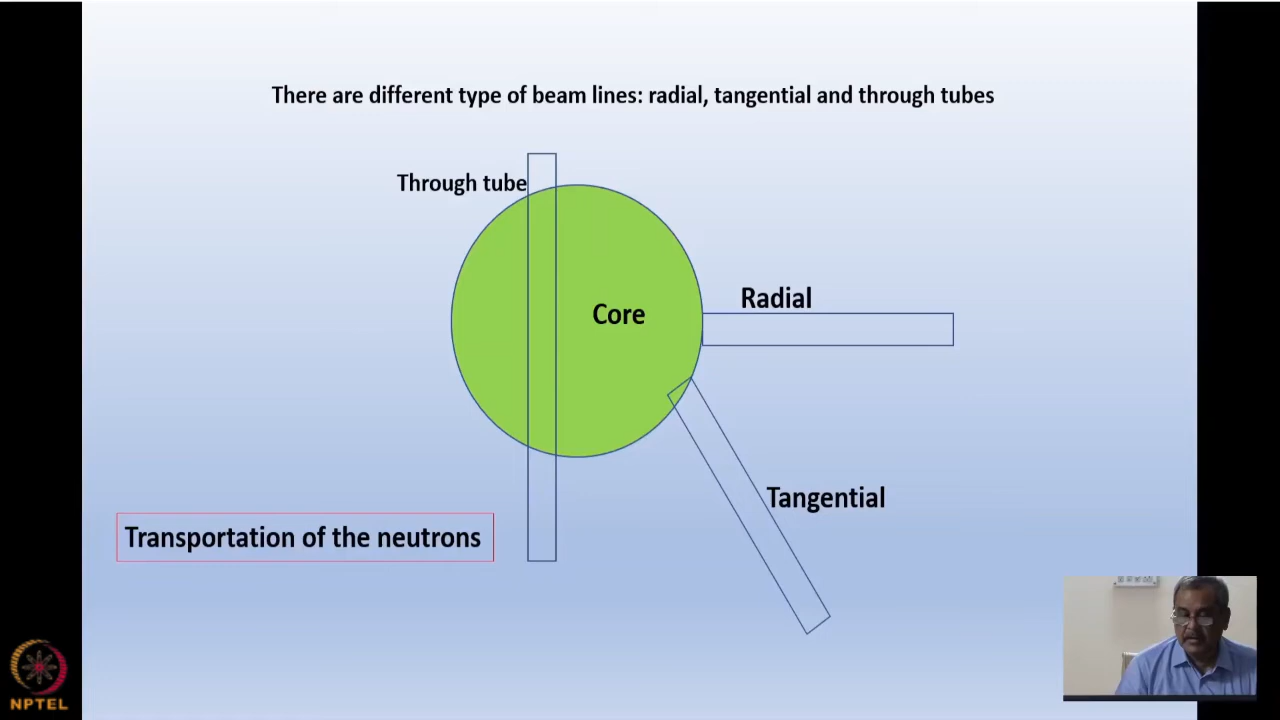 There are different type of beam lines: radial, tangential and through tubes
Through tube
Radial
Core
Tangential
Transportation of the neutrons
NPTEL